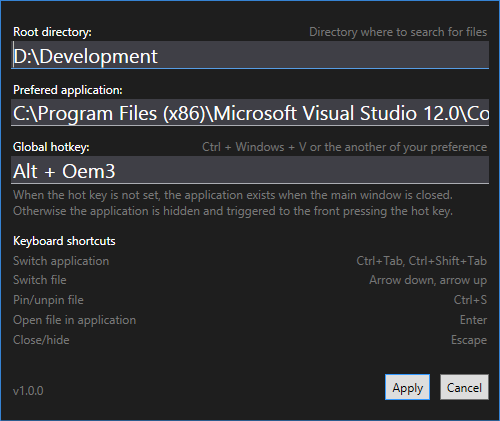 Root directory: Directory where to search for files
D:\Development
Prefered application:
C:\Program Files (x86)\Microsoft Visual Studio 12.0\Co
Global hotkey: Ctrl + Windows + V or the another of your preference
Alt + Oem3
When the hot key is not set, the application exists when the main window is closed.
Otherwise the application is hidden and triggered to the front pressing the hot key.
Keyboard shortcuts
Switch application Ctrl+Tab, Ctrl+Shift+Tab
Switch file Arrow down, arrow up
Pin/unpin file Ctrl+S
Open file in application Enter
Close/hide Escape
v1.0.0 Apply Cancel